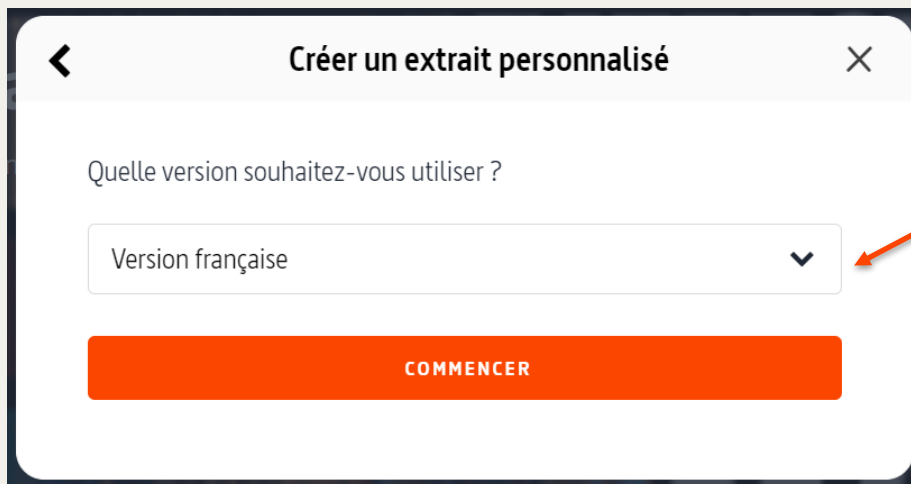 Créer un extrait personnalisé
Quelle version souhaitez-vous utiliser ?
Version française
COMMENCER